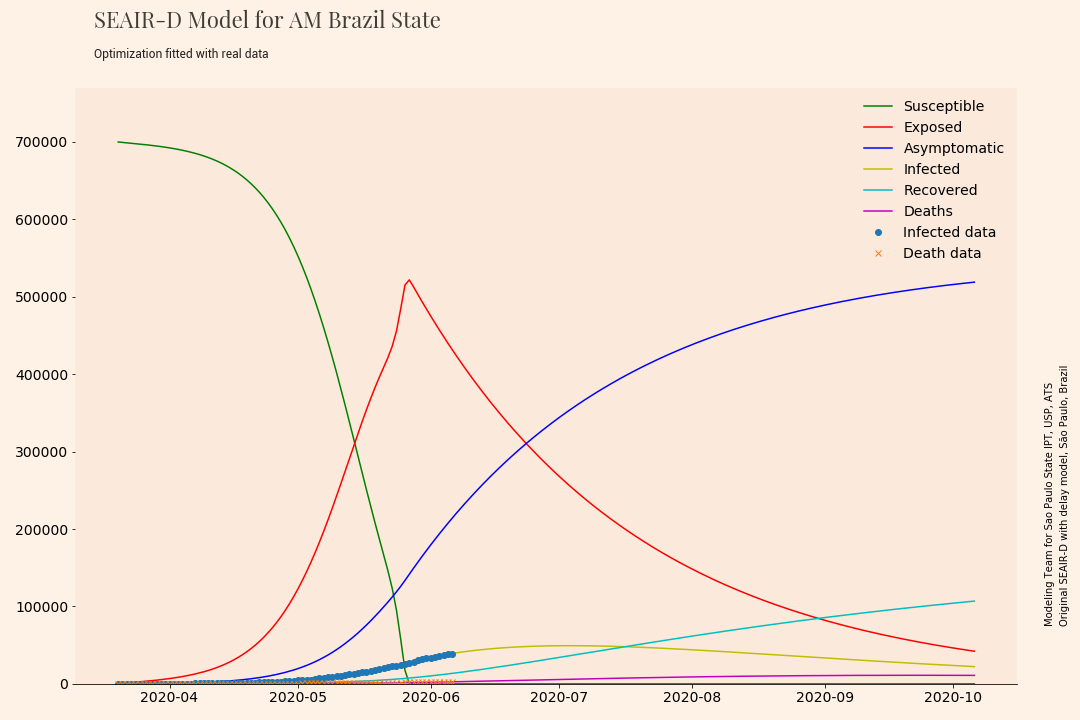 SEAIR-D Model for AM Brazil State
Optimization fitted with real data
Susceptible
Exposed
Asymptomatic
Infected
Recovered
Deaths
Infected data
Death data
700000
600000
500000
400000
300000
200000
100000
0
2020-04
2020-05
2020-06
2020-07
2020-08
2020-09
2020-10
Modeling Team for Sao Paulo State IPT, USP, ATS
Original SEAIR-D with delay model, São Paulo, Brazil